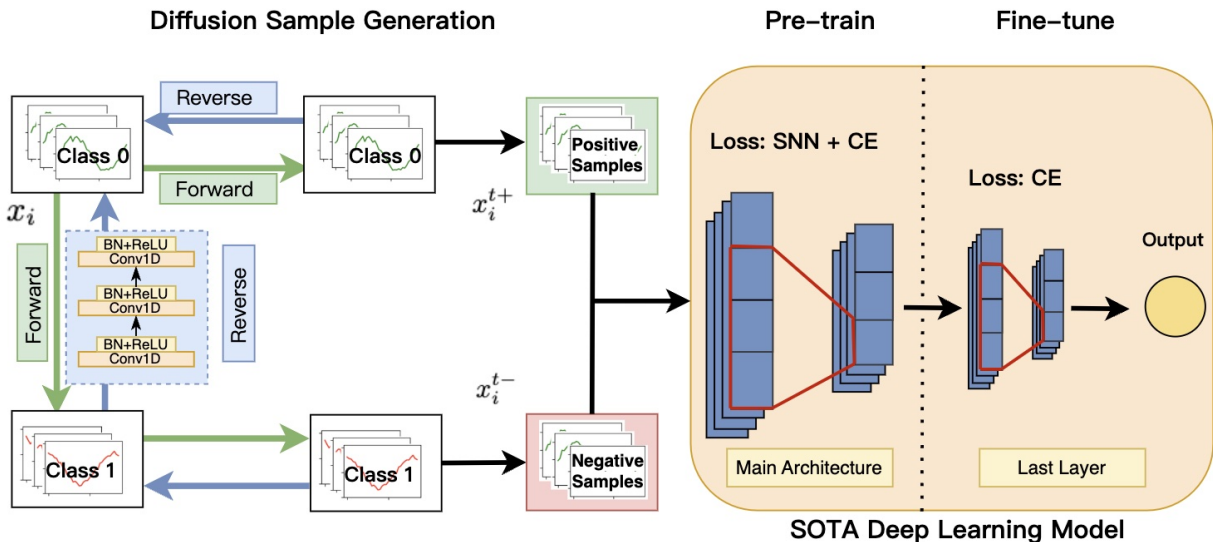 Diffusion Sample Generation
Pre-train
Fine-tune
Reverse
Class 0
Class 0
Forward
x_i
Positive
Samples
x_i^{t+}
Forward
BN+ReLU
Conv1D
BN+ReLU
Conv1D
BN+ReLU
Conv1D
Reverse
Class 1
Class 1
x_i^{t-}
Negative
Samples
Loss: SNN + CE
Loss: CE
Output
Main Architecture
Last Layer
SOTA Deep Learning Model